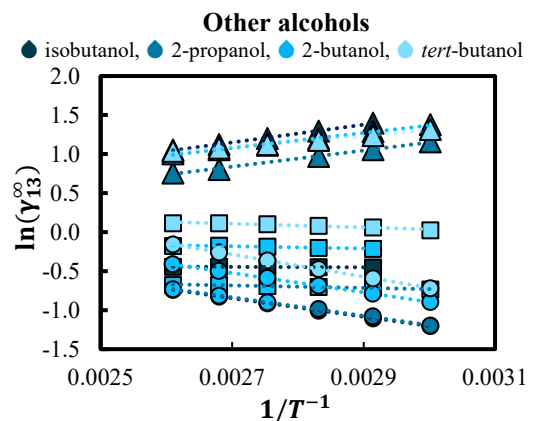 Other alcohols
isobutanol, 2-propanol, 2-butanol, tert-butanol
2.0
1.5
1.0
0.5
0.0
-0.5
-1.0
-1.5
ln(γ₁₃^∞)
0.0025 0.0027 0.0029 0.0031
1/T⁻¹